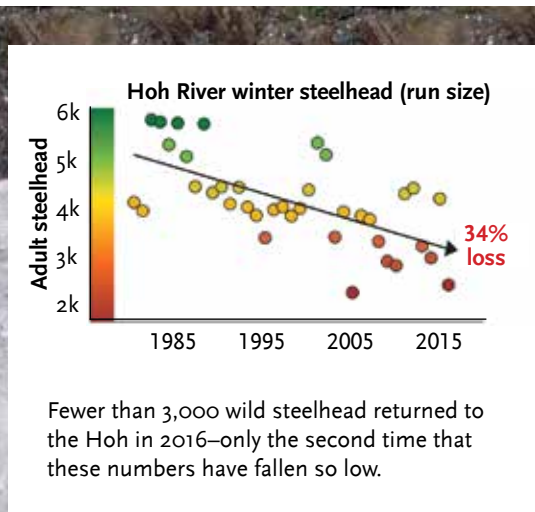 Hoh River winter steelhead (run size)
Adult steelhead
6k
5k
4k
3k
2k
34%
loss
1985 1995 2005 2015
Fewer than 3,000 wild steelhead returned to
the Hoh in 2016–only the second time that
these numbers have fallen so low.